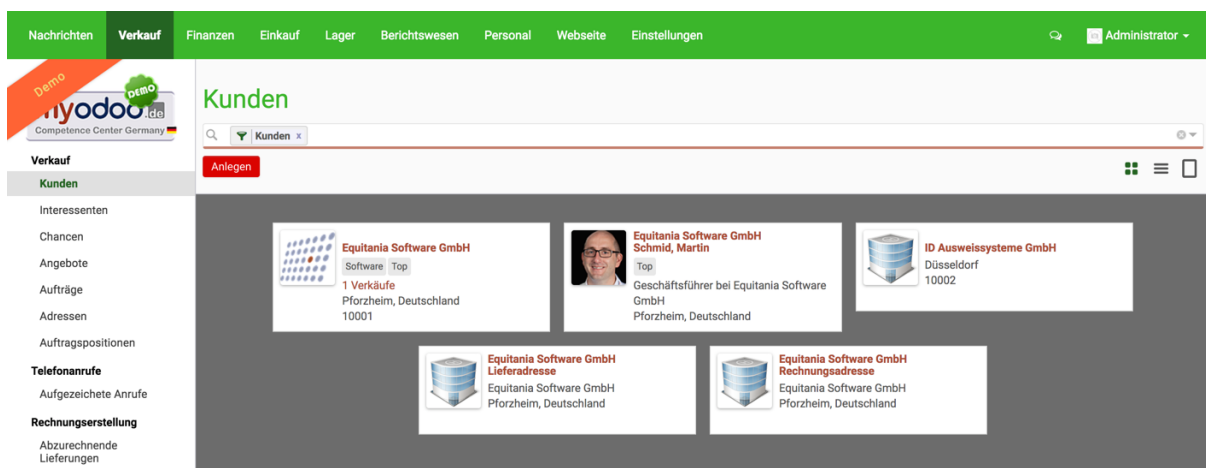 Nachrichten Verkauf Finanzen Einkauf Lager Berichtswesen Personal Webseite Einstellungen Administrator
Demo
DEMO
myodoo.de
Competence Center Germany
Verkauf
Kunden
Interessenten
Chancen
Angebote
Aufträge
Adressen
Auftragspositionen
Telefonanrufe
Aufgezeichete Anrufe
Rechnungserstellung
Abzurechnende
Lieferungen
Kunden
Kunden x
Anlegen
Equitania Software GmbH
Software Top
1 Verkäufe
Pforzheim, Deutschland
10001
Equitania Software GmbH
Schmid, Martin
Top
Geschäftsführer bei Equitania Software
GmbH
Pforzheim, Deutschland
ID Ausweissysteme GmbH
Düsseldorf
10002
Equitania Software GmbH
Lieferadresse
Equitania Software GmbH
Pforzheim, Deutschland
Equitania Software GmbH
Rechnungsadresse
Equitania Software GmbH
Pforzheim, Deutschland